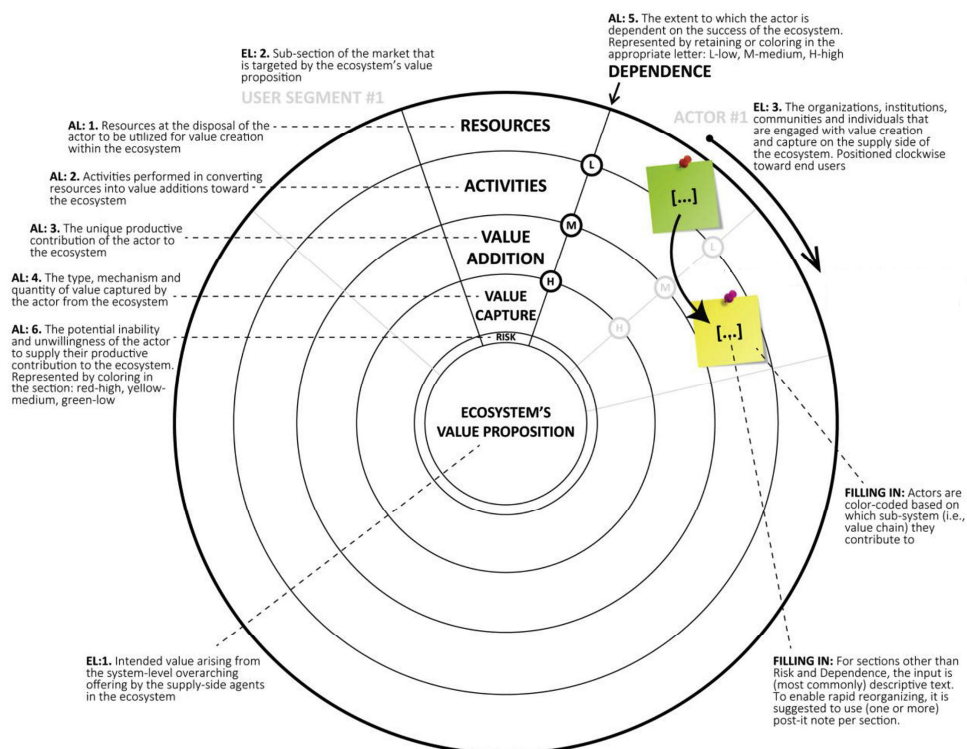 AL: 5. The extent to which the actor is
dependent on the success of the ecosystem.
Represented by retaining or coloring in the
appropriate letter: L-low, M-medium, H-high
DEPENDENCE
EL: 2. Sub-section of the market that
is targeted by the ecosystem's value
proposition
USER SEGMENT #1
ACTOR #1
EL: 3. The organizations, institutions,
communities and individuals that
are engaged with value creation
and capture on the supply side of
the ecosystem. Positioned clockwise
toward end users
AL: 1. Resources at the disposal of the
actor to be utilized for value creation
within the ecosystem
RESOURCES
L
AL: 2. Activities performed in converting
resources into value additions toward
the ecosystem
ACTIVITIES
[...]
M
L
AL: 3. The unique productive
contribution of the actor to
the ecosystem
VALUE
ADDITION
H
M
AL: 4. The type, mechanism and
quantity of value captured by
the actor from the ecosystem
VALUE
CAPTURE
H
[...]
AL: 6. The potential inability
and unwillingness of the actor
to supply their productive
contribution to the ecosystem.
Represented by coloring in
the section: red-high, yellow-
medium, green-low
RISK
ECOSYSTEM'S
VALUE PROPOSITION
FILLING IN: Actors are
color-coded based on
which sub-system (i.e.,
value chain) they
contribute to
EL:1. Intended value arising from
the system-level overarching
offering by the supply-side agents
in the ecosystem
FILLING IN: For sections other than
Risk and Dependence, the input is
(most commonly) descriptive text.
To enable rapid reorganizing, it is
suggested to use (one or more)
post-it note per section.